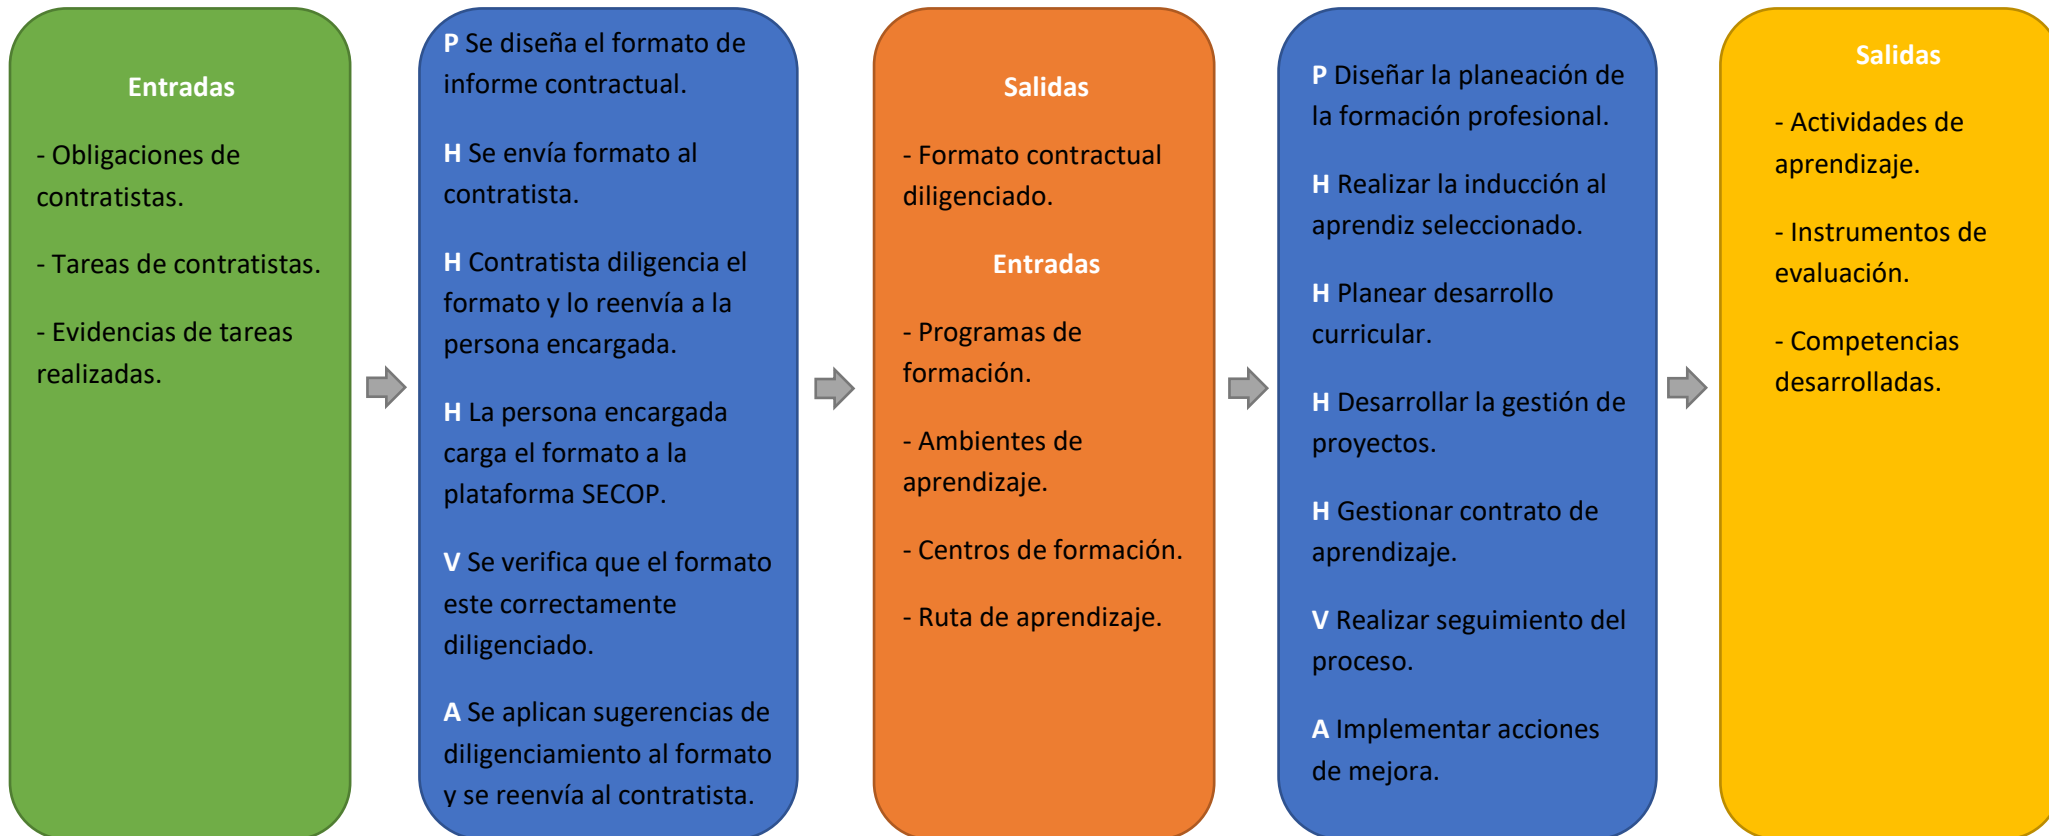 Entradas
- Obligaciones de
contratistas.
- Tareas de contratistas.
- Evidencias de tareas
realizadas.
P Se diseña el formato de
informe contractual.
H Se envía formato al
contratista.
H Contratista diligencia el
formato y lo reenvía a la
persona encargada.
H La persona encargada
carga el formato a la
plataforma SECOP.
V Se verifica que el formato
este correctamente
diligenciado.
A Se aplican sugerencias de
diligenciamiento al formato
y se reenvía al contratista.
Salidas
- Formato contractual
diligenciado.
Entradas
- Programas de
formación.
- Ambientes de
aprendizaje.
- Centros de formación.
- Ruta de aprendizaje.
P Diseñar la planeación de
la formación profesional.
H Realizar la inducción al
aprendiz seleccionado.
H Planear desarrollo
curricular.
H Desarrollar la gestión de
proyectos.
H Gestionar contrato de
aprendizaje.
V Realizar seguimiento del
proceso.
A Implementar acciones
de mejora.
Salidas
- Actividades de
aprendizaje.
- Instrumentos de
evaluación.
- Competencias
desarrolladas.